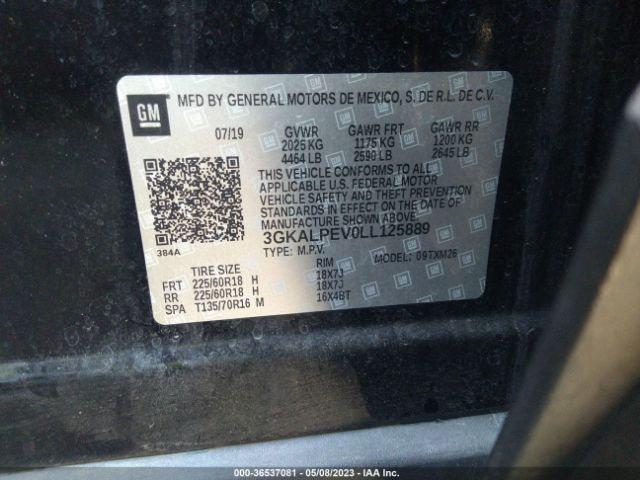 GM
MFD BY GENERAL MOTORS DE MEXICO, S. DE R.L. DE C.V.
07/19 GVWR GAWR FRT GAWR RR
2025 KG 1175 KG 1200 KG
4464 LB 2590 LB 2645 LB
THIS VEHICLE CONFORMS TO ALL
APPLICABLE U.S. FEDERAL MOTOR
VEHICLE SAFETY AND THEFT PREVENTION
STANDARDS IN EFFECT ON THE DATE OF
MANUFACTURE SHOWN ABOVE.
384A
3GKALPEV0LL125889
TYPE: M.P.V. MODEL: 09TXM26
TIRE SIZE RIM
FRT 225/60R18 H 18X7J
RR 225/60R18 H 18X7J
SPA T135/70R16 M 16X4BT
000-36537081 - 05/08/2023 - IAA Inc.